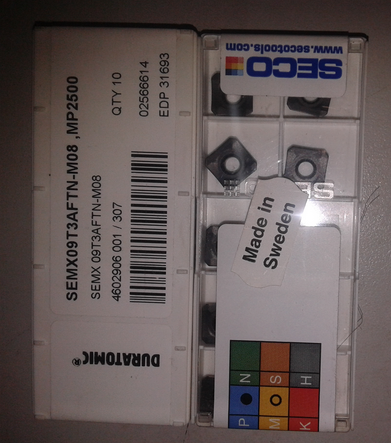 SEMX09T3AFTN-M08 ,MP2500
SEMX 09T3AFTN-M08
QTY 10
02566614
4602906 001 / 307
EDP 31693
DURATOMIC®
SECO
www.secotools.com
Made in
Sweden
P N
M S
K H